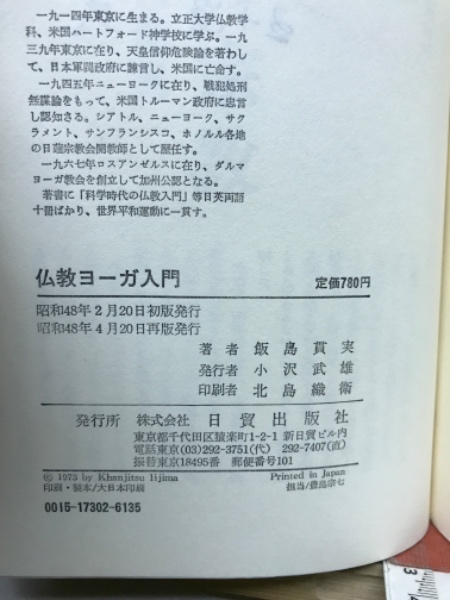 一九一四年東京に生まる。立正大学仏教学
科、米国ハートフォード神学校に学ぶ。一九
三九年東京に在り、天皇信仰危険論を著わし
て、日本軍閥政府に諫言し、米国に亡命す。
一九四五年ニューヨークに在り、戦犯処刑
無謀論をもって、米国トルーマン政府に忠言
し認知さる。シアトル、ニューヨーク、サク
ラメント、サンフランシスコ、ホノルル各地
の日蓮宗教会開教師として歴任す。
一九六七年ロスアンゼルスに在り、ダルマ
ヨーガ教会を創立して加州公認となる。
著書に「科学時代の仏教入門」等日英両語
十冊ばかり、世界平和運動に一貫す。
仏教ヨーガ入門 定価780円
昭和48年2月20日初版発行
昭和48年4月20日再版発行
著者 飯島貫実
発行者 小沢武雄
印刷者 北島織衛
発行所 株式会社 日貿出版社
東京都千代田区猿楽町1-2-1 新日貿ビル内
電話東京(03)292-3751(代) 292-7407(直)
振替東京18495番 郵便番号101
© 1973 by Khanjitsu Iijima Printed in Japan
印刷・製本/大日本印刷 担当/豊島宗七
0015-17302-6135
3